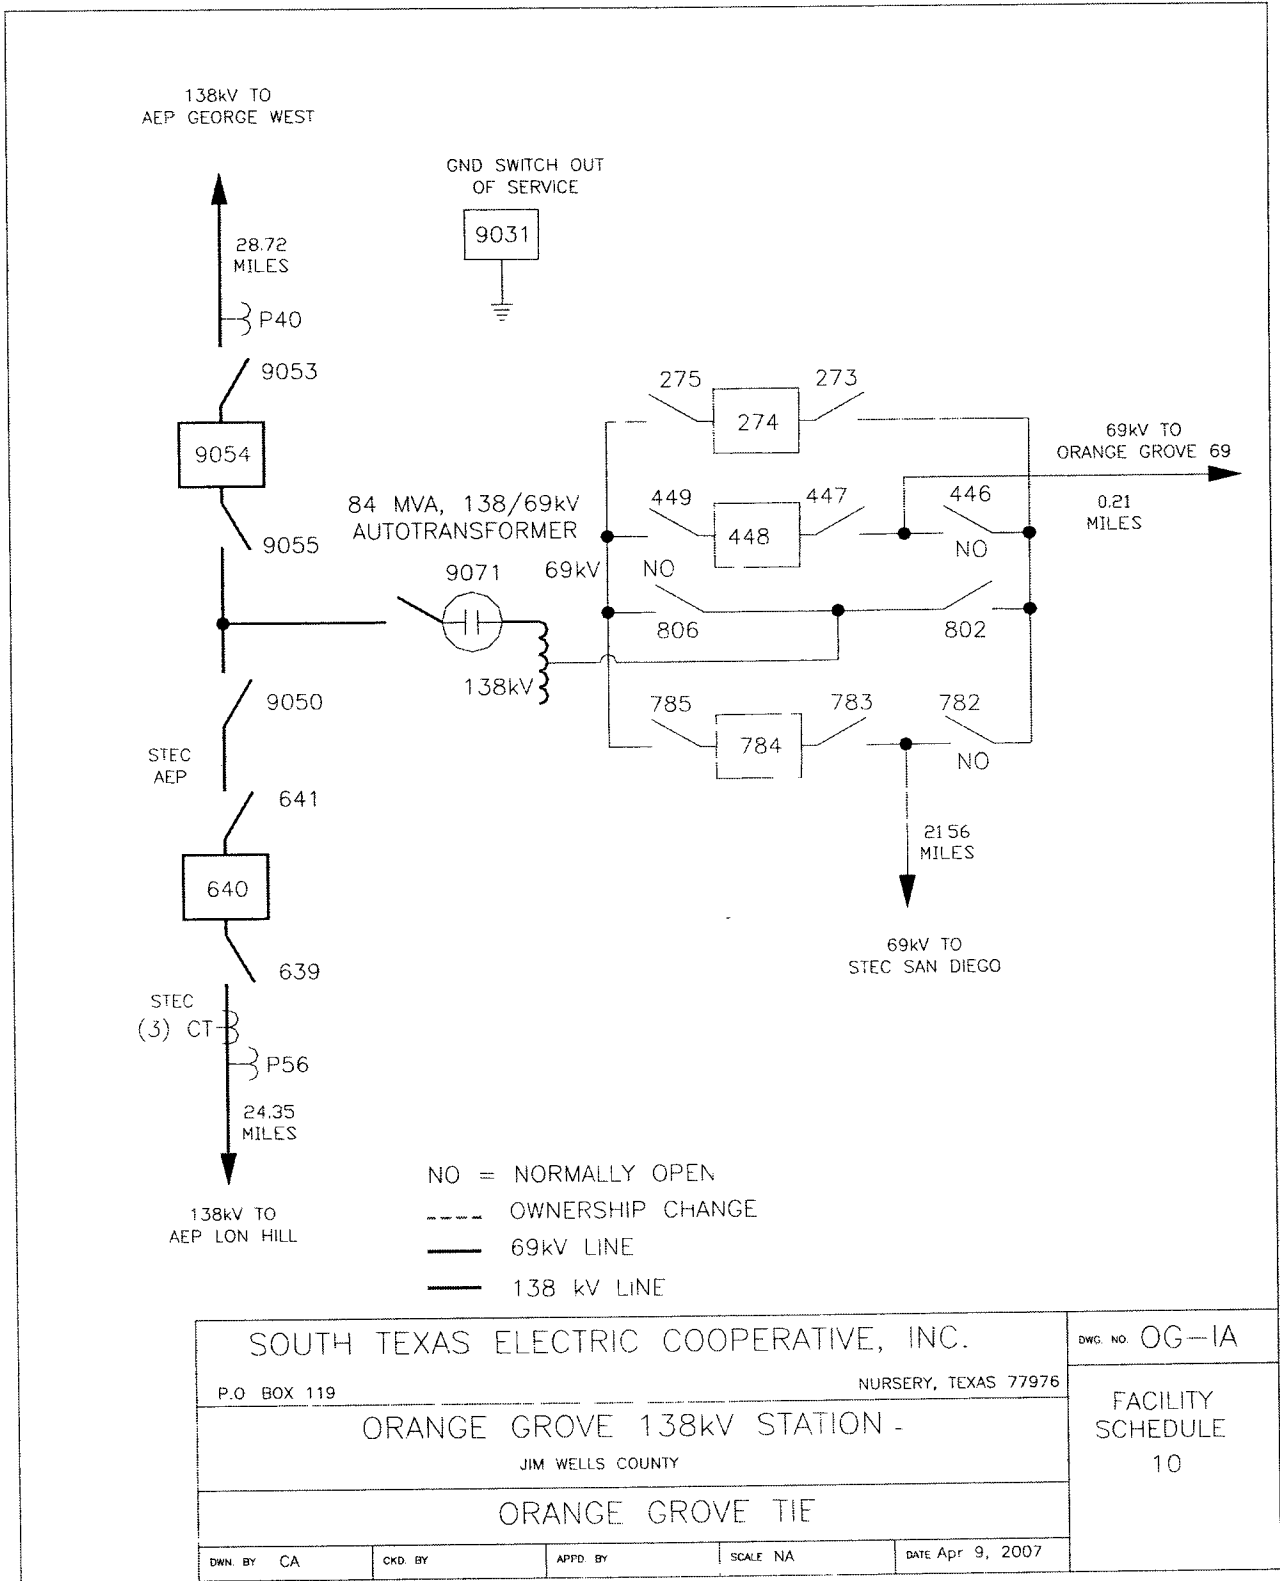 138kV TO
AEP GEORGE WEST
GND SWITCH OUT
OF SERVICE
9031
28.72
MILES
P40
9053
9054
9055
275
274
273
69kV TO
ORANGE GROVE 69
0.21
MILES
84 MVA, 138/69kV
AUTOTRANSFORMER
449
448
447
446
NO
9071
69kV
NO
806
802
138kV
9050
785
784
783
782
NO
STEC
AEP
641
640
639
21 56
MILES
69kV TO
STEC SAN DIEGO
STEC
(3) CT
P56
24.35
MILES
138kV TO
AEP LON HILL
NO = NORMALLY OPEN
OWNERSHIP CHANGE
69kV LINE
138 kV LINE
SOUTH TEXAS ELECTRIC COOPERATIVE, INC.
P.O BOX 119
NURSERY, TEXAS 77976
DWG. NO. OG-1A
ORANGE GROVE 138kV STATION -
JIM WELLS COUNTY
FACILITY
SCHEDULE
10
ORANGE GROVE TIE
DWN. BY CA
CKD. BY
APPD. BY
SCALE NA
DATE Apr 9, 2007